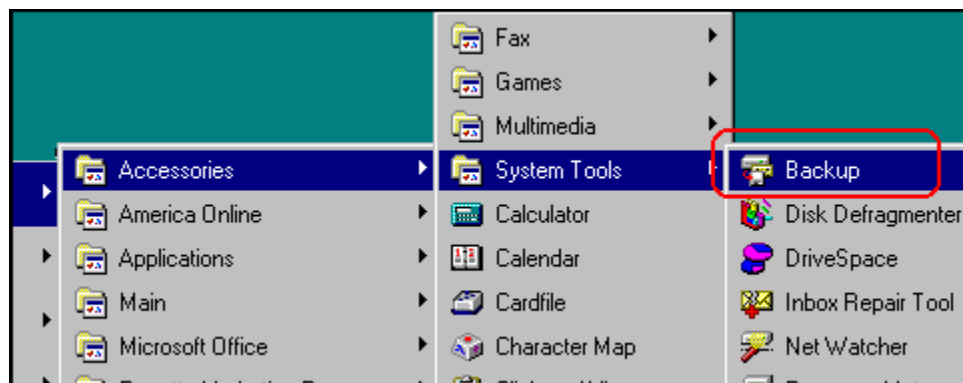 Fax
Games
Multimedia
Accessories
System Tools
Backup
America Online
Calculator
Disk Defragmenter
Applications
Calendar
DriveSpace
Main
Cardfile
Inbox Repair Tool
Microsoft Office
Character Map
Net Watcher